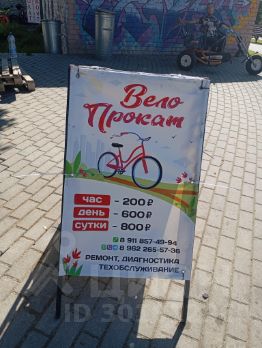 Вело
Прокат
час - 200 ₽
день - 600 ₽
сутки - 800 ₽
8 911 857-49-94
8 962 265-57-36
РЕМОНТ, ДИАГНОСТИКА
ТЕХОБСЛУЖИВАНИЕ